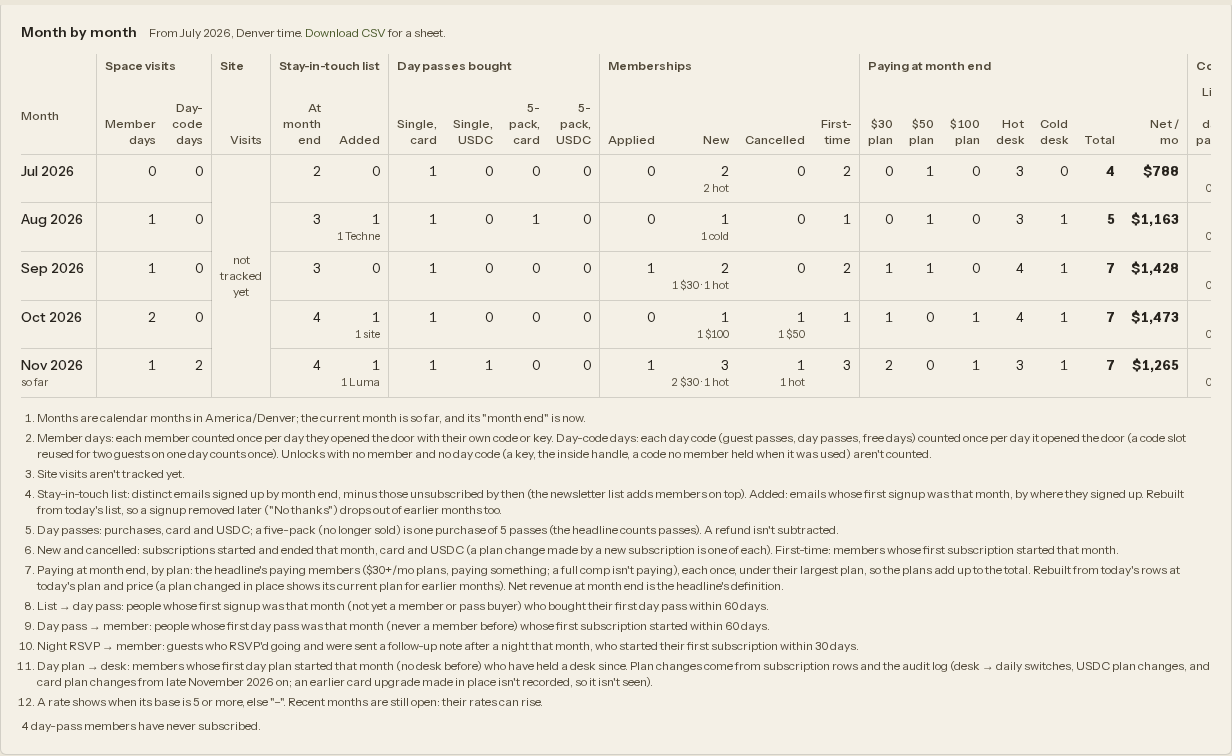 Month by month From July 2026, Denver time. Download CSV for a sheet.
Space visits Site Stay-in-touch list Day passes bought Memberships Paying at month end
Month Member days Day-code days Visits At month end Added Single, card Single, USDC 5-pack, card 5-pack, USDC Applied New Cancelled First-time $30 plan $50 plan $100 plan Hot desk Cold desk Total Net / mo
Jul 2026 0 0 2 0 1 0 0 0 0 2 0 2 0 1 0 3 0 4 $788
2 hot
Aug 2026 1 0 3 1 1 0 1 0 0 1 0 1 0 1 0 3 1 5 $1,163
1 Techne 1 cold
not tracked yet
Sep 2026 1 0 3 0 1 0 0 0 1 2 0 2 1 1 0 4 1 7 $1,428
1 $30 · 1 hot
Oct 2026 2 0 4 1 1 0 0 0 0 1 1 1 1 0 1 4 1 7 $1,473
1 site 1 $100 1 $50
Nov 2026 1 2 4 1 1 1 0 0 1 3 1 3 2 0 1 3 1 7 $1,265
so far 1 Luma 2 $30 · 1 hot 1 hot
1. Months are calendar months in America/Denver; the current month is so far, and its "month end" is now.
2. Member days: each member counted once per day they opened the door with their own code or key. Day-code days: each day code (guest passes, day passes, free days) counted once per day it opened the door (a code slot
reused for two guests on one day counts once). Unlocks with no member and no day code (a key, the inside handle, a code no member held when it was used) aren't counted.
3. Site visits aren't tracked yet.
4. Stay-in-touch list: distinct emails signed up by month end, minus those unsubscribed by then (the newsletter list adds members on top). Added: emails whose first signup was that month, by where they signed up. Rebuilt
from today's list, so a signup removed later ("No thanks") drops out of earlier months too.
5. Day passes: purchases, card and USDC; a five-pack (no longer sold) is one purchase of 5 passes (the headline counts passes). A refund isn't subtracted.
6. New and cancelled: subscriptions started and ended that month, card and USDC (a plan change made by a new subscription is one of each). First-time: members whose first subscription started that month.
7. Paying at month end, by plan: the headline's paying members ($30+/mo plans, paying something; a full comp isn't paying), each once, under their largest plan, so the plans add up to the total. Rebuilt from today's rows at
today's plan and price (a plan changed in place shows its current plan for earlier months). Net revenue at month end is the headline's definition.
8. List → day pass: people whose first signup was that month (not yet a member or pass buyer) who bought their first day pass within 60 days.
9. Day pass → member: people whose first day pass was that month (never a member before) whose first subscription started within 60 days.
10. Night RSVP → member: guests who RSVP'd going and were sent a follow-up note after a night that month, who started their first subscription within 30 days.
11. Day plan → desk: members whose first day plan started that month (no desk before) who have held a desk since. Plan changes come from subscription rows and the audit log (desk → daily switches, USDC plan changes, and
card plan changes from late November 2026 on; an earlier card upgrade made in place isn't recorded, so it isn't seen).
12. A rate shows when its base is 5 or more, else "–". Recent months are still open: their rates can rise.
4 day-pass members have never subscribed.